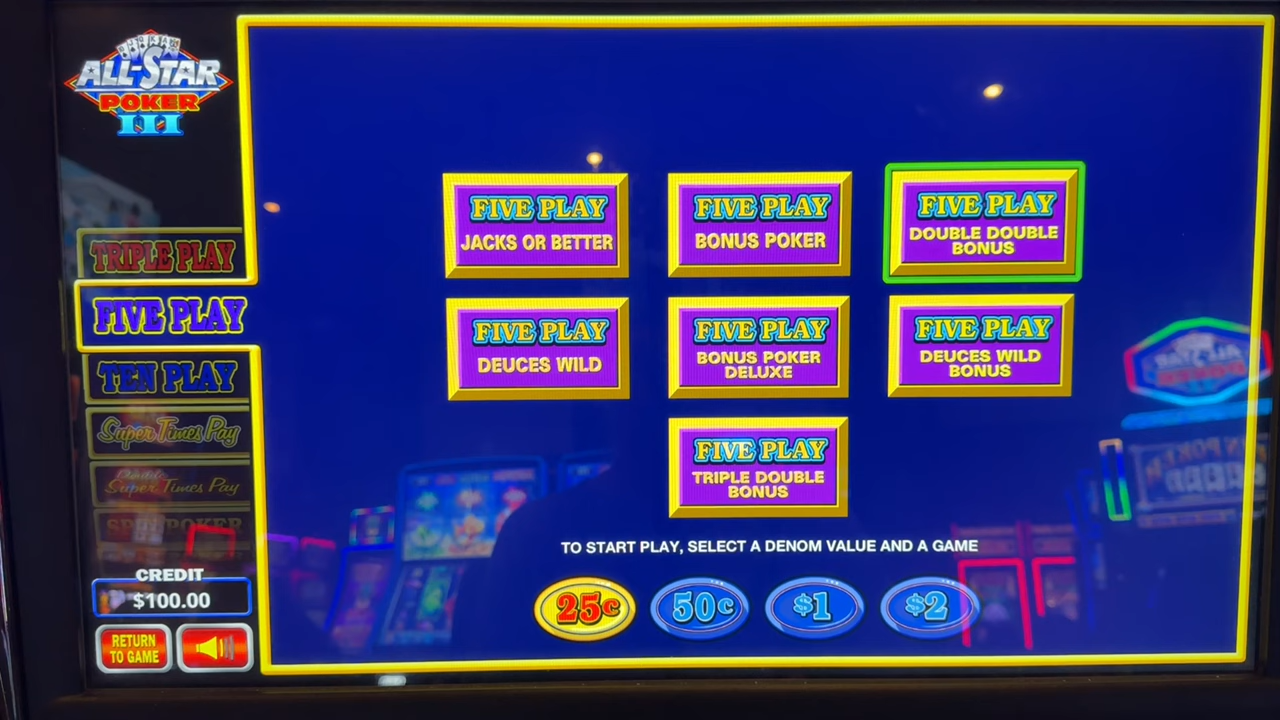 ALL-STAR
POKER
III
TRIPLE PLAY
FIVE PLAY
TEN PLAY
Super Times Pay
Double
Super Times Pay
SPIN POKER
CREDIT
$100.00
RETURN
TO GAME
FIVE PLAY
JACKS OR BETTER
FIVE PLAY
BONUS POKER
FIVE PLAY
DOUBLE DOUBLE
BONUS
FIVE PLAY
DEUCES WILD
FIVE PLAY
BONUS POKER
DELUXE
FIVE PLAY
DEUCES WILD
BONUS
FIVE PLAY
TRIPLE DOUBLE
BONUS
TO START PLAY, SELECT A DENOM VALUE AND A GAME
25¢
50¢
$1
$2